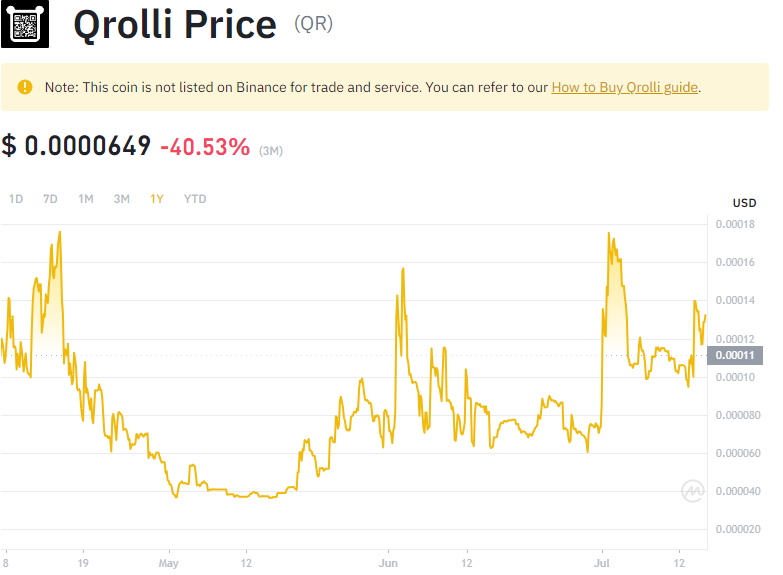 Qrolli Price (QR)
Note: This coin is not listed on Binance for trade and service. You can refer to our How to Buy Qrolli guide.
$ 0.0000649 -40.53% (3M)
1D 7D 1M 3M 1Y YTD
USD
0.00018
0.00016
0.00014
0.00012
0.00011
0.00010
0.000080
0.000060
0.000040
0.000020
8 19 May 12 Jun 12 Jul 12